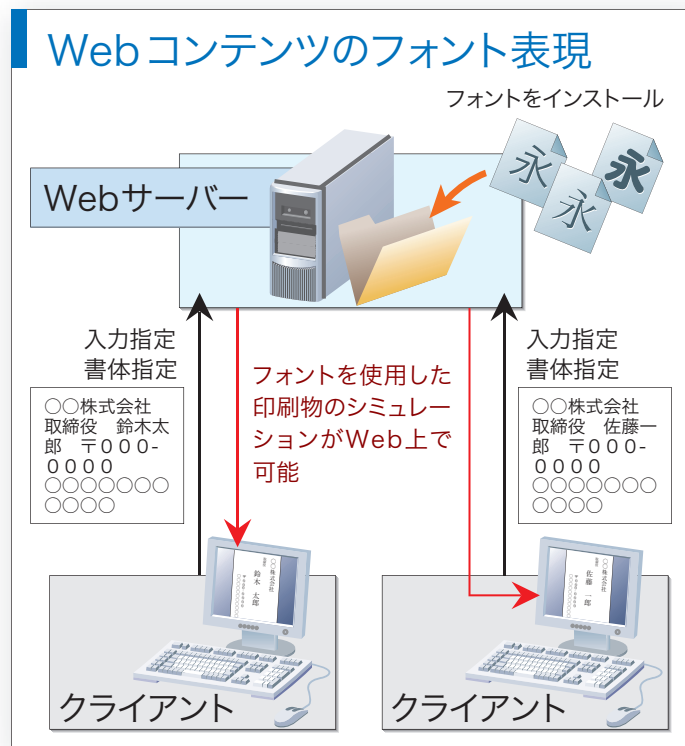 Webコンテンツのフォント表現
フォントをインストール
永
永
永
Webサーバー
入力指定
書体指定
○○株式会社
取締役　鈴木太
郎　〒０００-
００００
○○○○○○○
○○○○
フォントを使用した
印刷物のシミュレー
ションがWeb上で
可能
入力指定
書体指定
○○株式会社
取締役　佐藤一
郎　〒０００-
００００
○○○○○○○
○○○○
○○株式会社
取締役
鈴木　太郎
クライアント
○○株式会社
取締役
佐藤　一郎
クライアント